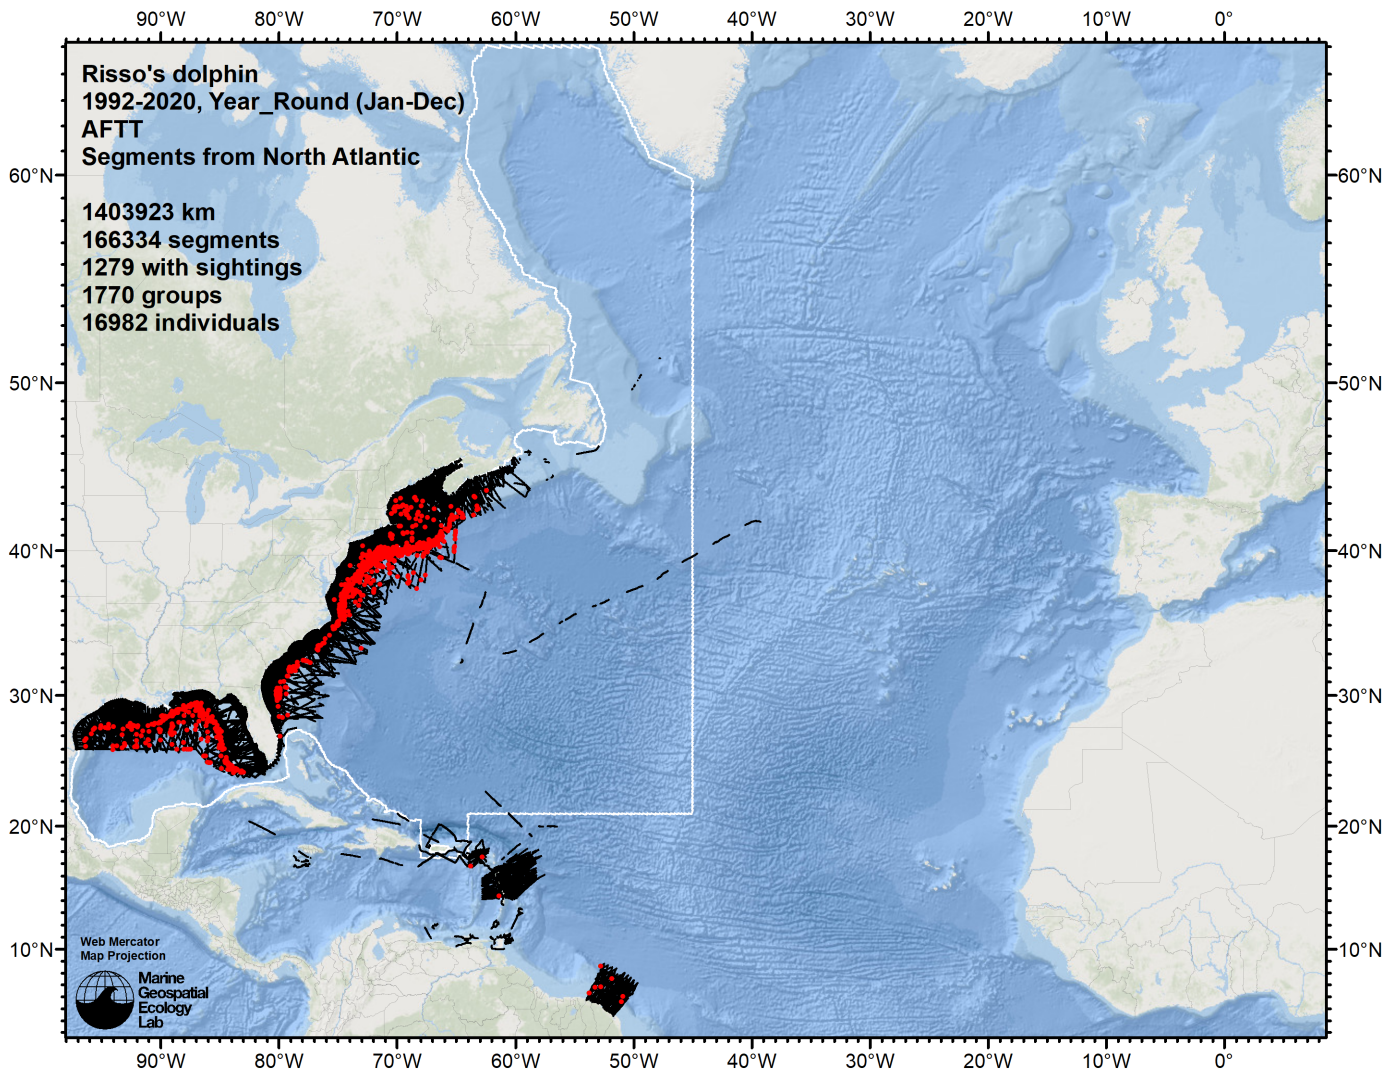 90°W 80°W 70°W 60°W 50°W 40°W 30°W 20°W 10°W 0°
Risso's dolphin
1992-2020, Year_Round (Jan-Dec)
AFTT
Segments from North Atlantic
60°N 60°N
1403923 km
166334 segments
1279 with sightings
1770 groups
16982 individuals
50°N 50°N
40°N 40°N
30°N 30°N
20°N 20°N
10°N 10°N
Web Mercator
Map Projection
Marine
Geospatial
Ecology
Lab
90°W 80°W 70°W 60°W 50°W 40°W 30°W 20°W 10°W 0°